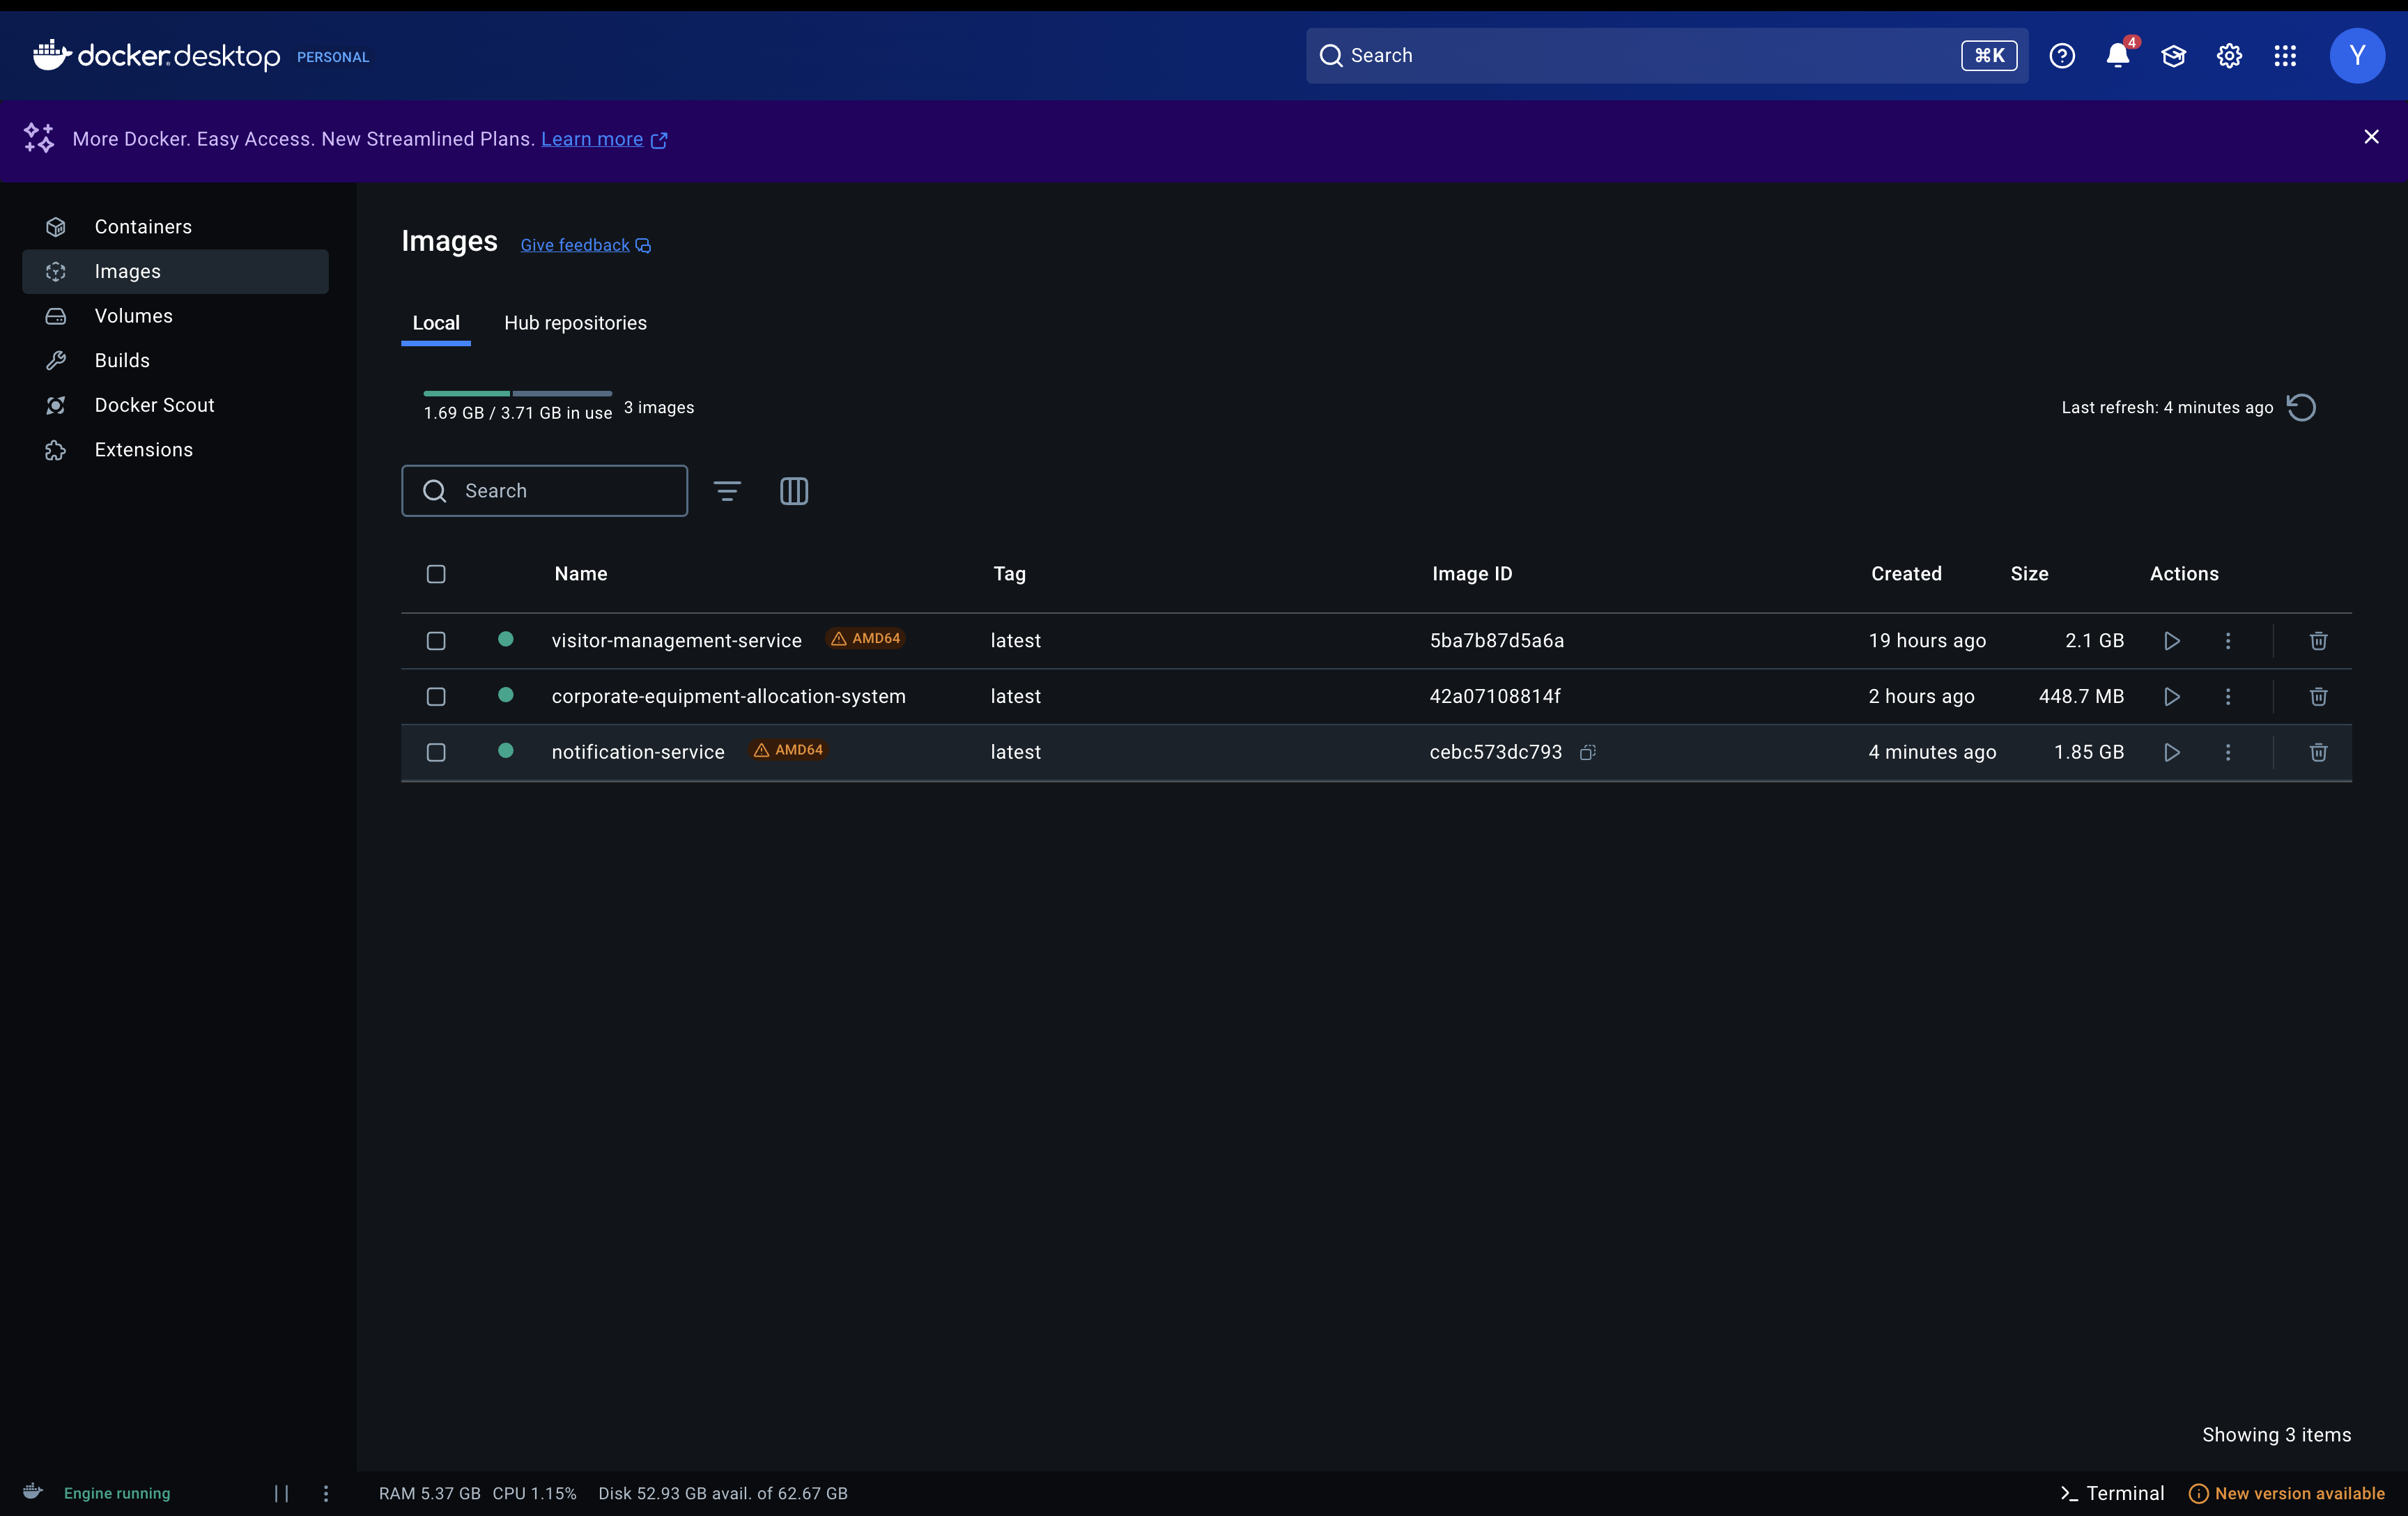 docker.desktop PERSONAL
Search
⌘K
4
Y
More Docker. Easy Access. New Streamlined Plans. Learn more
Containers
Images
Volumes
Builds
Docker Scout
Extensions
Images Give feedback
Local Hub repositories
1.69 GB / 3.71 GB in use 3 images
Last refresh: 4 minutes ago
Search
Name Tag Image ID Created Size Actions
visitor-management-service AMD64 latest 5ba7b87d5a6a 19 hours ago 2.1 GB
corporate-equipment-allocation-system latest 42a07108814f 2 hours ago 448.7 MB
notification-service AMD64 latest cebc573dc793 4 minutes ago 1.85 GB
Showing 3 items
Engine running
RAM 5.37 GB CPU 1.15% Disk 52.93 GB avail. of 62.67 GB
Terminal
New version available